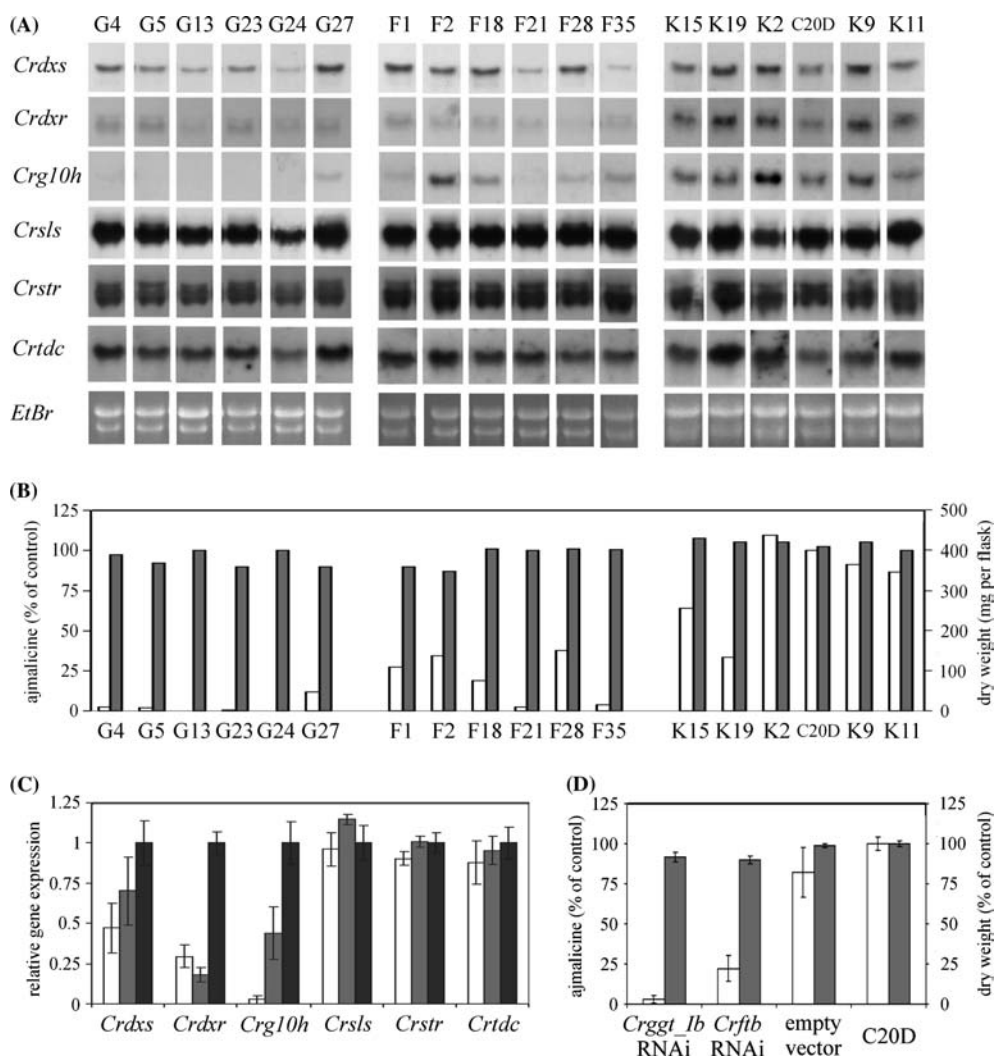 (A) G4 G5 G13 G23 G24 G27 F1 F2 F18 F21 F28 F35 K15 K19 K2 C20D K9 K11
Crdxs
Crdxr
Crg10h
Crsls
Crstr
Crtdc
EtBr
(B)
ajmalicine (% of control)
125
100
75
50
25
0
500
400
300
200
100
0
dry weight (mg per flask)
G4 G5 G13 G23 G24 G27 F1 F2 F18 F21 F28 F35 K15 K19 K2 C20D K9 K11
(C)
relative gene expression
1.25
1
0.75
0.5
0.25
0
Crdxs Crdxr Crg10h Crsls Crstr Crtdc
(D)
ajmalicine (% of control)
125
100
75
50
25
0
125
100
75
50
25
0
dry weight (% of control)
Crggt_Ib Crftb empty C20D
RNAi RNAi vector